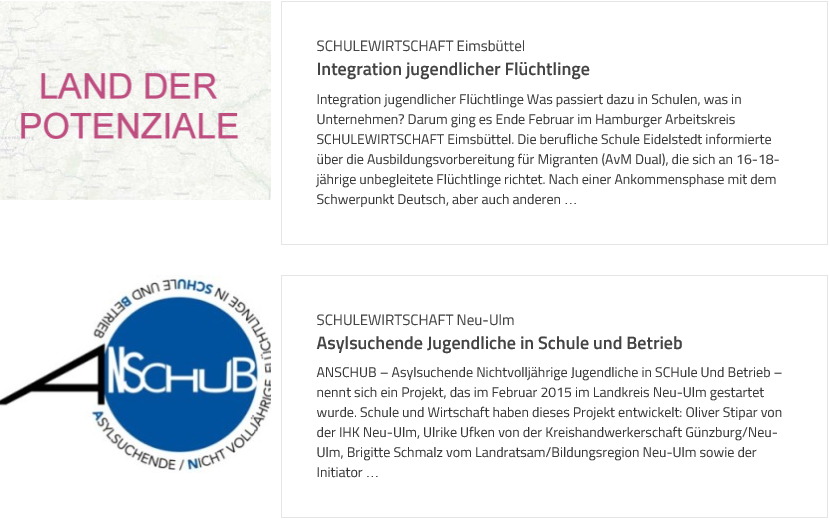 LAND DER
POTENZIALE
SCHULEWIRTSCHAFT Eimsbüttel
Integration jugendlicher Flüchtlinge
Integration jugendlicher Flüchtlinge Was passiert dazu in Schulen, was in
Unternehmen? Darum ging es Ende Februar im Hamburger Arbeitskreis
SCHULEWIRTSCHAFT Eimsbüttel. Die berufliche Schule Eidelstedt informierte
über die Ausbildungsvorbereitung für Migranten (AvM Dual), die sich an 16-18-
jährige unbegleitete Flüchtlinge richtet. Nach einer Ankommensphase mit dem
Schwerpunkt Deutsch, aber auch anderen …
ANSCHUB
ASYLSUCHENDE / NICHT VOLLJÄHRIGE FLÜCHTLINGE IN SCHULE UND BETRIEB
SCHULEWIRTSCHAFT Neu-Ulm
Asylsuchende Jugendliche in Schule und Betrieb
ANSCHUB – Asylsuchende Nichtvolljährige Jugendliche in SCHule Und Betrieb –
nennt sich ein Projekt, das im Februar 2015 im Landkreis Neu-Ulm gestartet
wurde. Schule und Wirtschaft haben dieses Projekt entwickelt: Oliver Stipar von
der IHK Neu-Ulm, Ulrike Ufken von der Kreishandwerkerschaft Günzburg/Neu-
Ulm, Brigitte Schmalz vom Landratsam/Bildungsregion Neu-Ulm sowie der
Initiator …